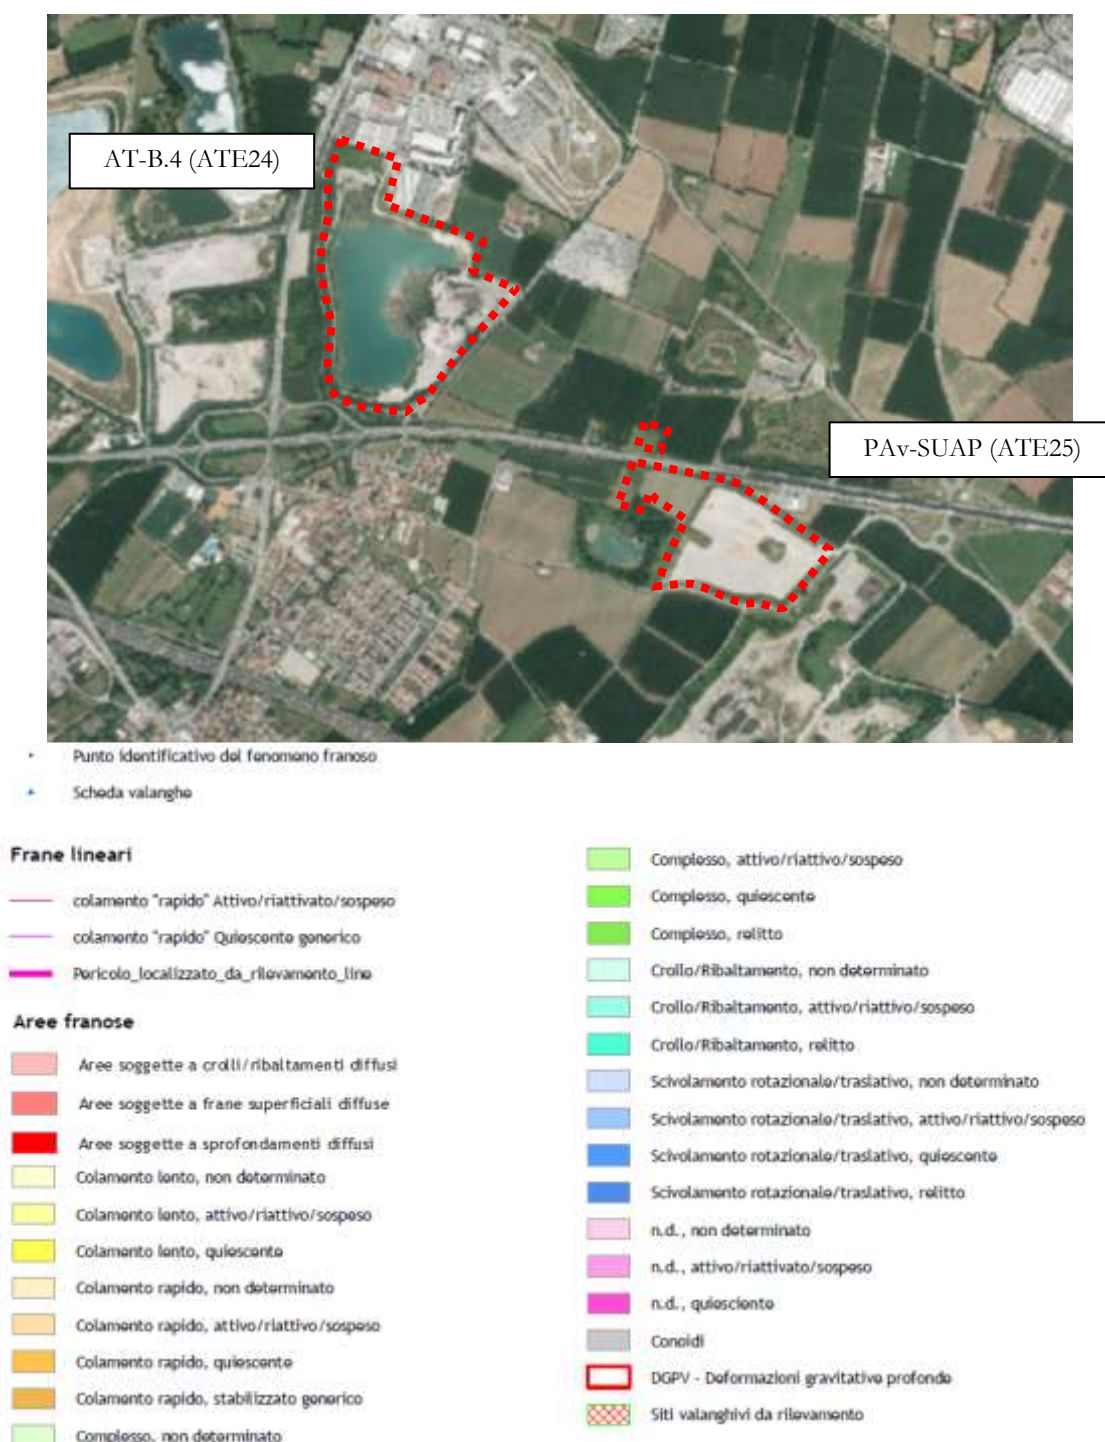 AT-B.4 (ATE24)
PAv-SUAP (ATE25)
Punto identificativo del fenomeno franoso
Scheda valanghe
Frane lineari
colamento "rapido" Attivo/riattivato/sospeso
colamento "rapido" Quiescente generico
Pericolo_localizzato_da_rilevamento_line
Aree franose
Aree soggette a crolli/ribaltamenti diffusi
Aree soggette a frane superficiali diffuse
Aree soggette a sprofondamenti diffusi
Colamento lento, non determinato
Colamento lento, attivo/riattivo/sospeso
Colamento lento, quiescente
Colamento rapido, non determinato
Colamento rapido, attivo/riattivo/sospeso
Colamento rapido, quiescente
Colamento rapido, stabilizzato generico
Complesso, non determinato
Complesso, attivo/riattivo/sospeso
Complesso, quiescente
Complesso, relitto
Crollo/Ribaltamento, non determinato
Crollo/Ribaltamento, attivo/riattivo/sospeso
Crollo/Ribaltamento, relitto
Scivolamento rotazionale/traslativo, non determinato
Scivolamento rotazionale/traslativo, attivo/riattivo/sospeso
Scivolamento rotazionale/traslativo, quiescente
Scivolamento rotazionale/traslativo, relitto
n.d., non determinato
n.d., attivo/riattivato/sospeso
n.d., quiesciente
Conoidi
DGPV - Deformazioni gravitative profonde
Siti valanghivi da rilevamento